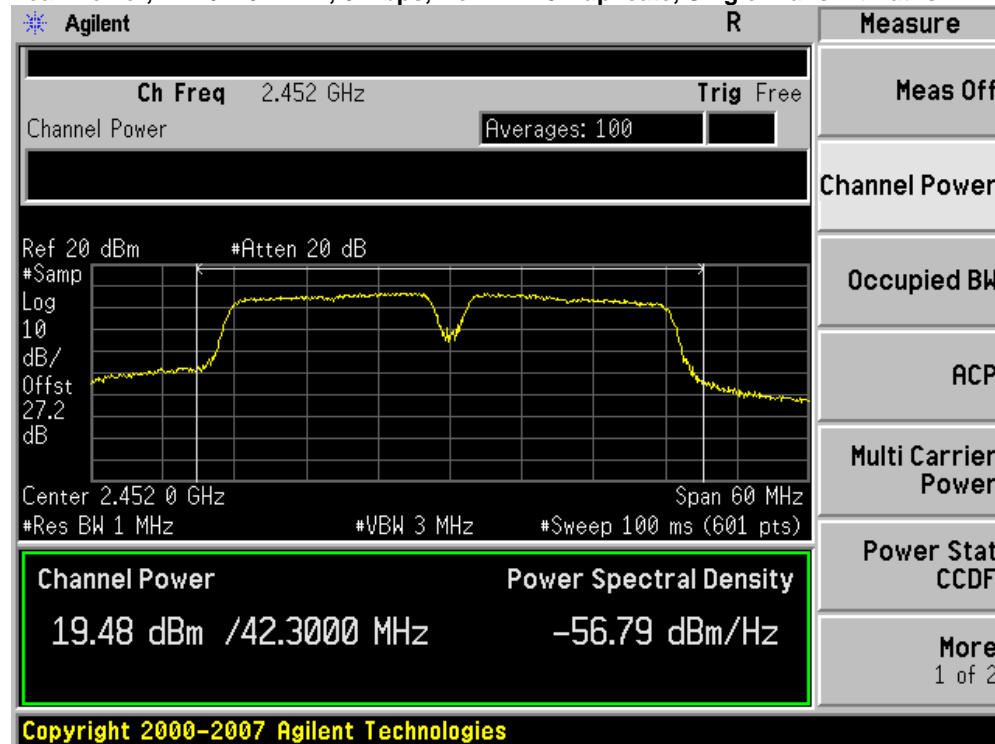 Agilent R Measure
Ch Freq 2.452 GHz Trig Free
Channel Power Averages: 100
Ref 20 dBm #Atten 20 dB
#Samp
Log
10
dB/
Offst
27.2
dB
Center 2.452 0 GHz Span 60 MHz
#Res BW 1 MHz #VBW 3 MHz #Sweep 100 ms (601 pts)
Channel Power Power Spectral Density
19.48 dBm /42.3000 MHz -56.79 dBm/Hz
Copyright 2000-2007 Agilent Technologies
Meas Off
Channel Power
Occupied BW
ACP
Multi Carrier
Power
Power Stat
CCDF
More
1 of 2